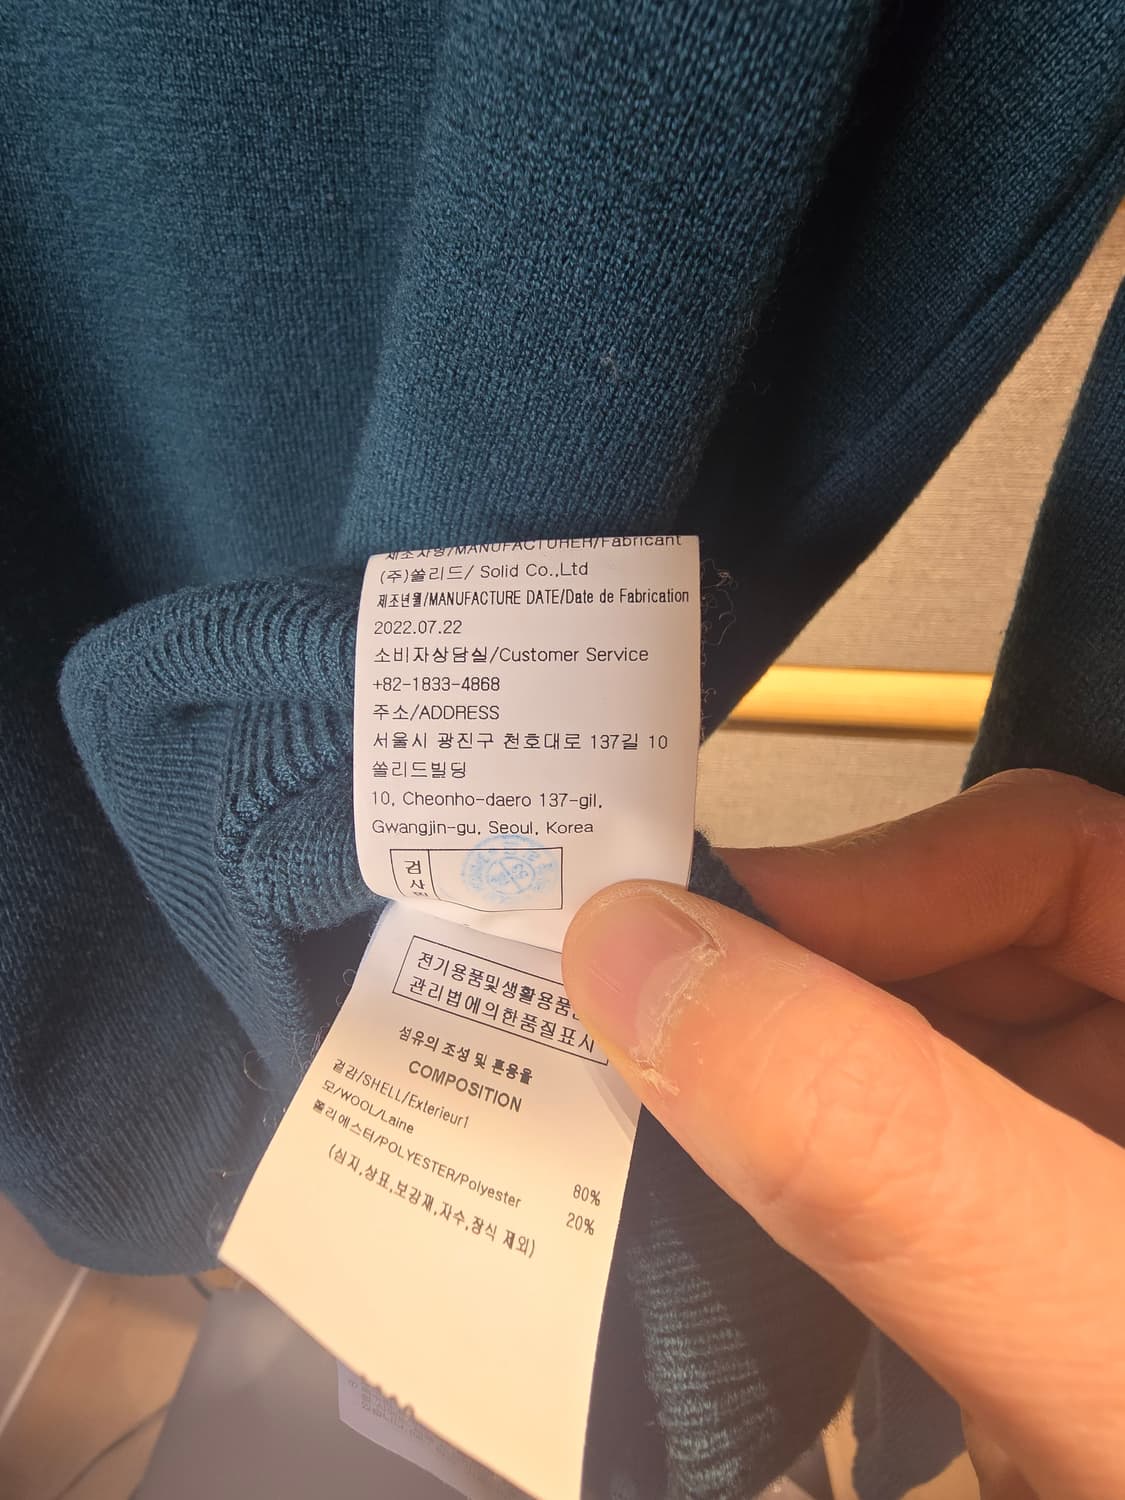 제조자명/MANUFACTURER/Fabricant
(주)쏠리드/ Solid Co.,Ltd
제조년월/MANUFACTURE DATE/Date de Fabrication
2022.07.22
소비자상담실/Customer Service
+82-1833-4868
주소/ADDRESS
서울시 광진구 천호대로 137길 10
쏠리드빌딩
10, Cheonho-daero 137-gil,
Gwangjin-gu, Seoul, Korea
검
사
전기용품및생활용품
관리법에의한품질표시
섬유의 조성 및 혼용율
COMPOSITION
겉감/SHELL/Exterieur1
모/WOOL/Laine 80%
폴리에스터/POLYESTER/Polyester 20%
(심지,상표,보강재,자수,장식 제외)